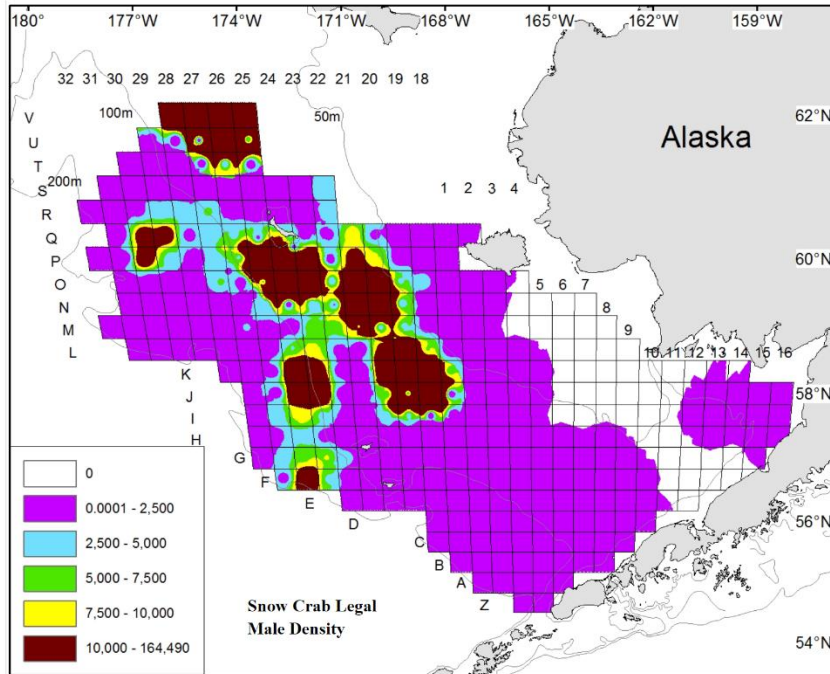 180° 177°W 174°W 171°W 168°W 165°W 162°W 159°W
32 31 30 29 28 27 26 25 24 23 22 21 20 19 18
100m 50m
62°N
V
U
T
S
200m
R
Q
P
O
N
M
L
Alaska
1 2 3 4
60°N
5 6 7
8
9
10 11 12 13 14 15 16
58°N
K
J
I
H
G
F
E
D
C
B
A
Z
56°N
54°N
0
0.0001 - 2,500
2,500 - 5,000
5,000 - 7,500
7,500 - 10,000
10,000 - 164,490
Snow Crab Legal
Male Density